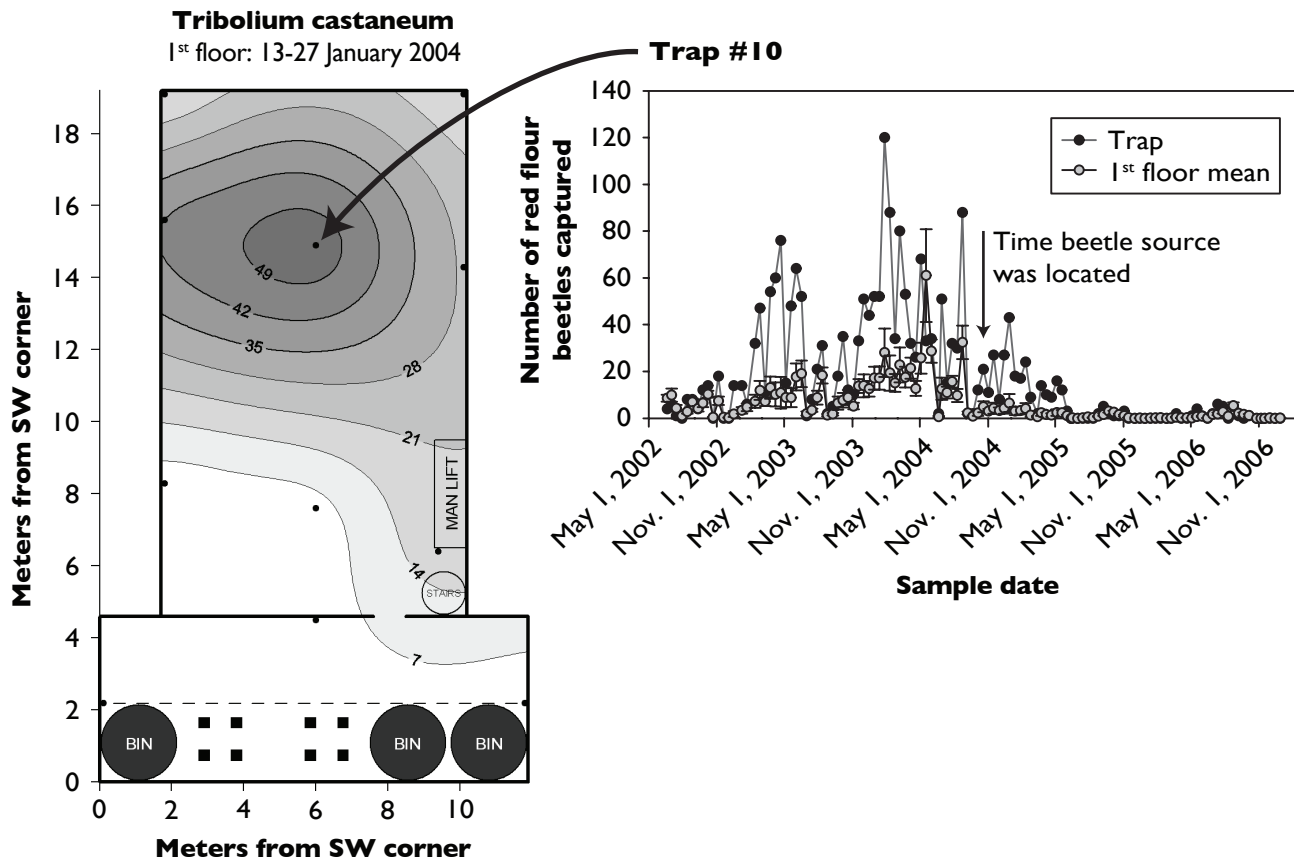 Tribolium castaneum
1st floor: 13-27 January 2004
Trap #10
Meters from SW corner
18
16
14
12
10
8
6
4
2
0
49
42
35
28
21
14
7
MAN LIFT
STAIRS
BIN
BIN
BIN
0
2
4
6
8
10
Meters from SW corner
Number of red flour
beetles captured
140
120
100
80
60
40
20
0
Trap
1st floor mean
Time beetle source
was located
May 1, 2002
Nov. 1, 2002
May 1, 2003
Nov. 1, 2003
May 1, 2004
Nov. 1, 2004
May 1, 2005
Nov. 1, 2005
May 1, 2006
Nov. 1, 2006
Sample date